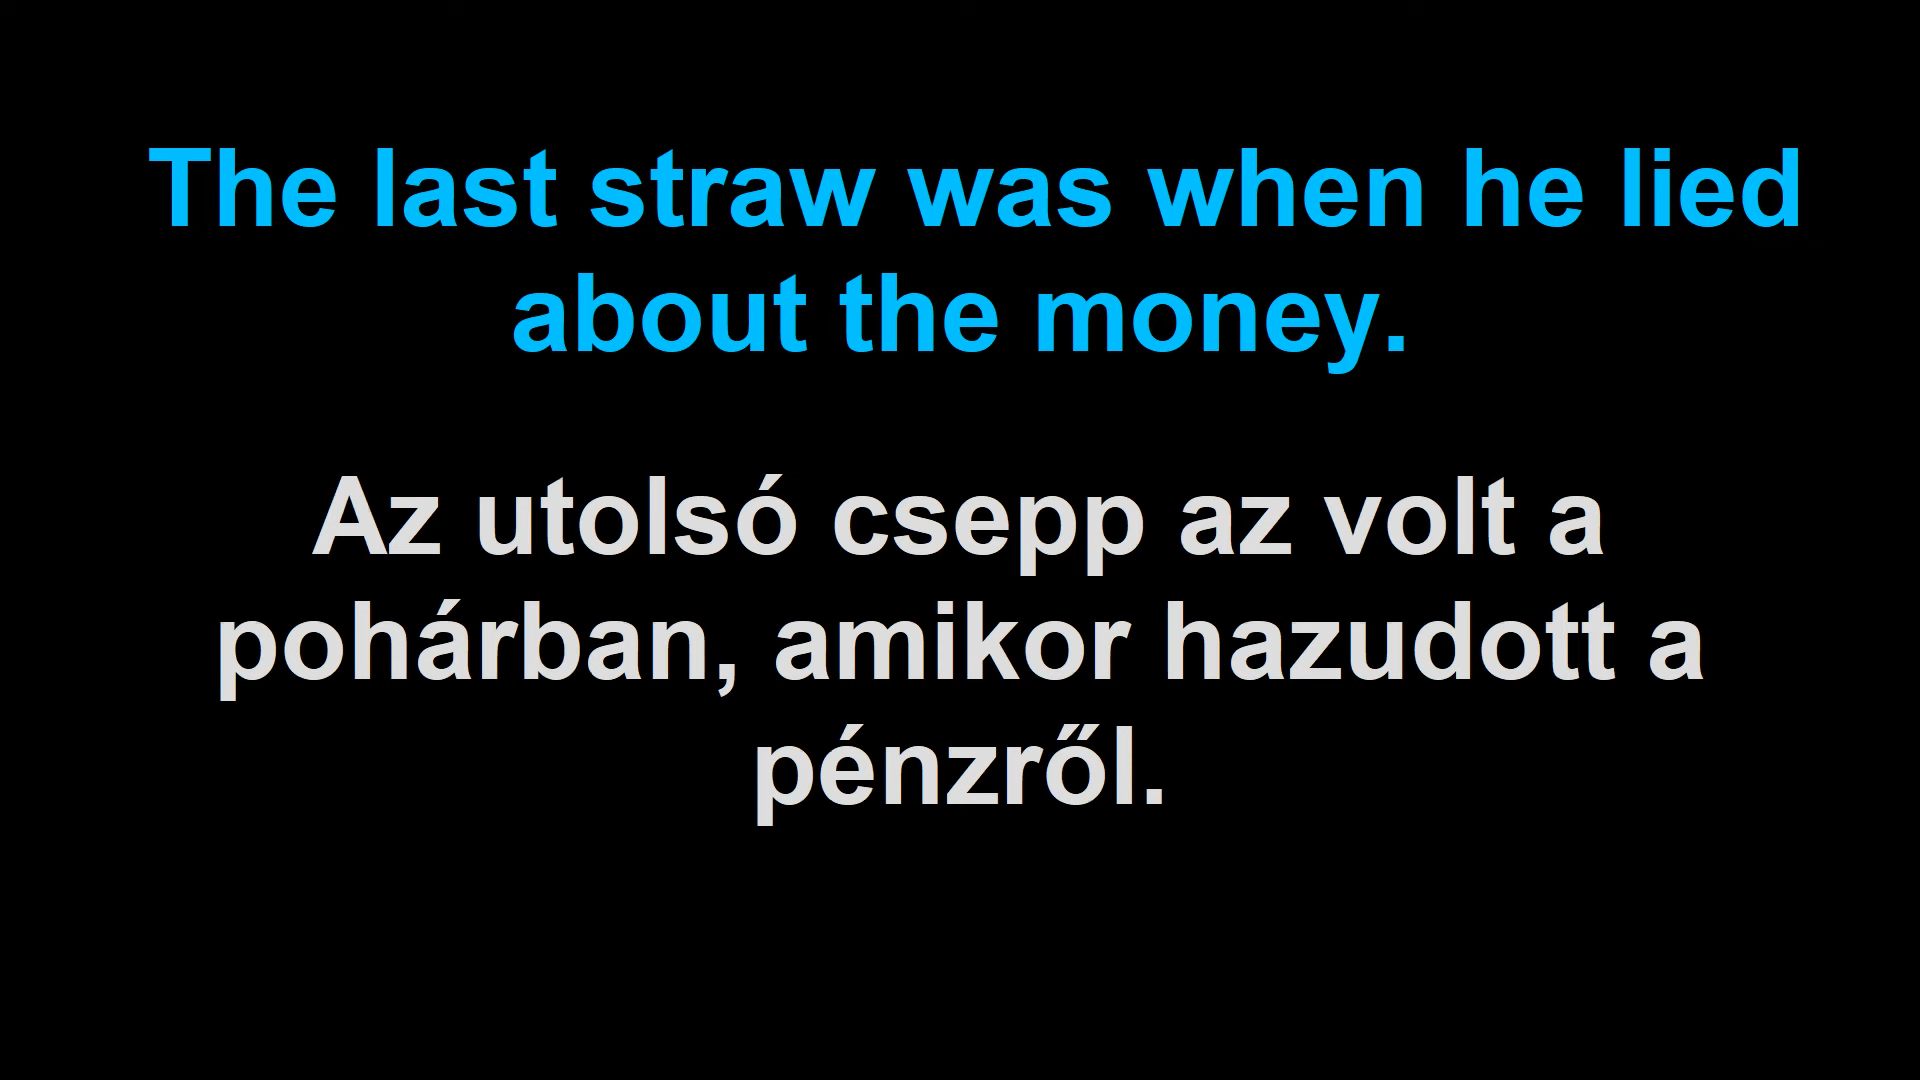 The last straw was when he lied
about the money.
Az utolsó csepp az volt a
pohárban, amikor hazudott a
pénzről.